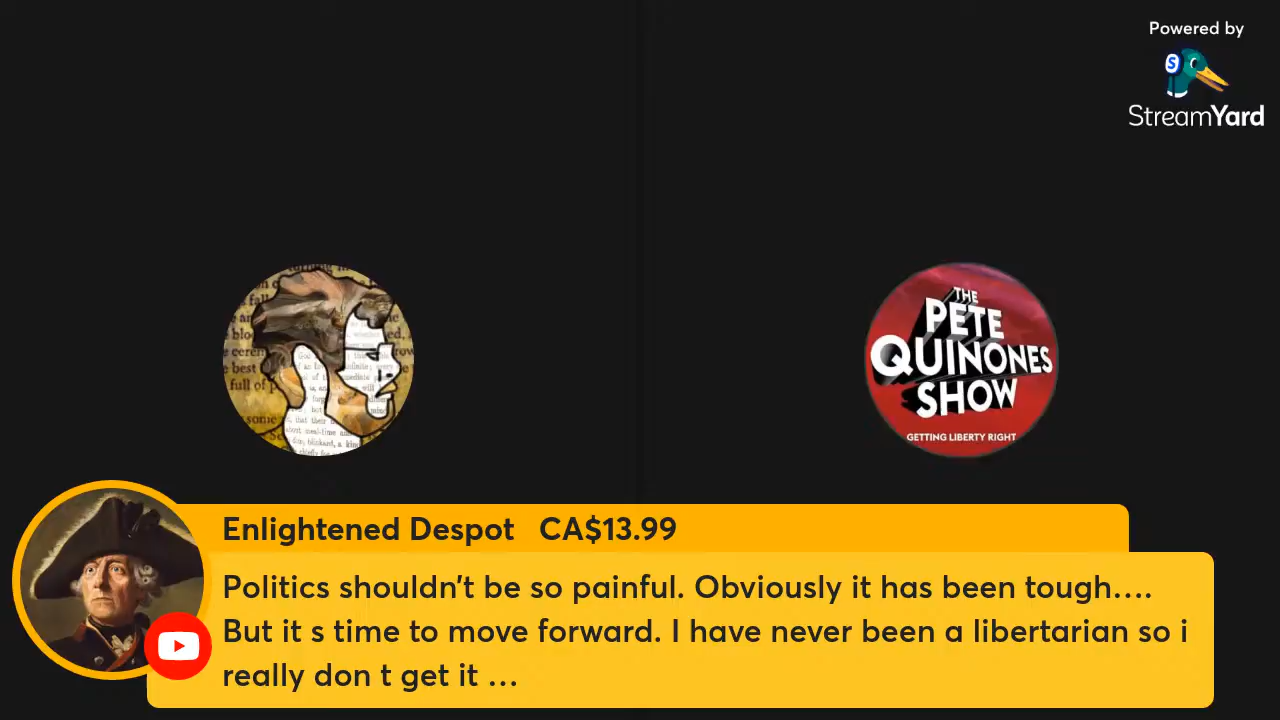 Powered by
S
StreamYard
THE
PETE
QUINONES
SHOW
GETTING LIBERTY RIGHT
Enlightened Despot CA$13.99
Politics shouldn't be so painful. Obviously it has been tough....
But it s time to move forward. I have never been a libertarian so i
really don t get it ...